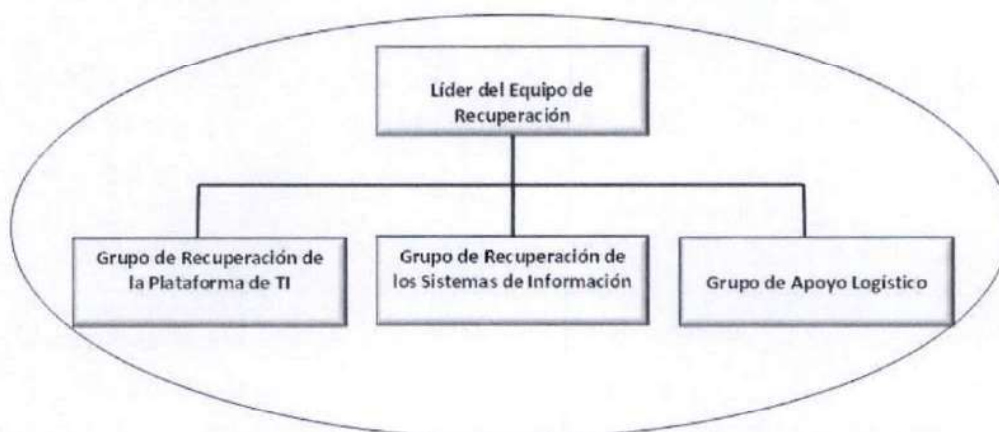 Líder del Equipo de
Recuperación
Grupo de Recuperación de
la Plataforma de TI
Grupo de Recuperación de
los Sistemas de Información
Grupo de Apoyo Logístico